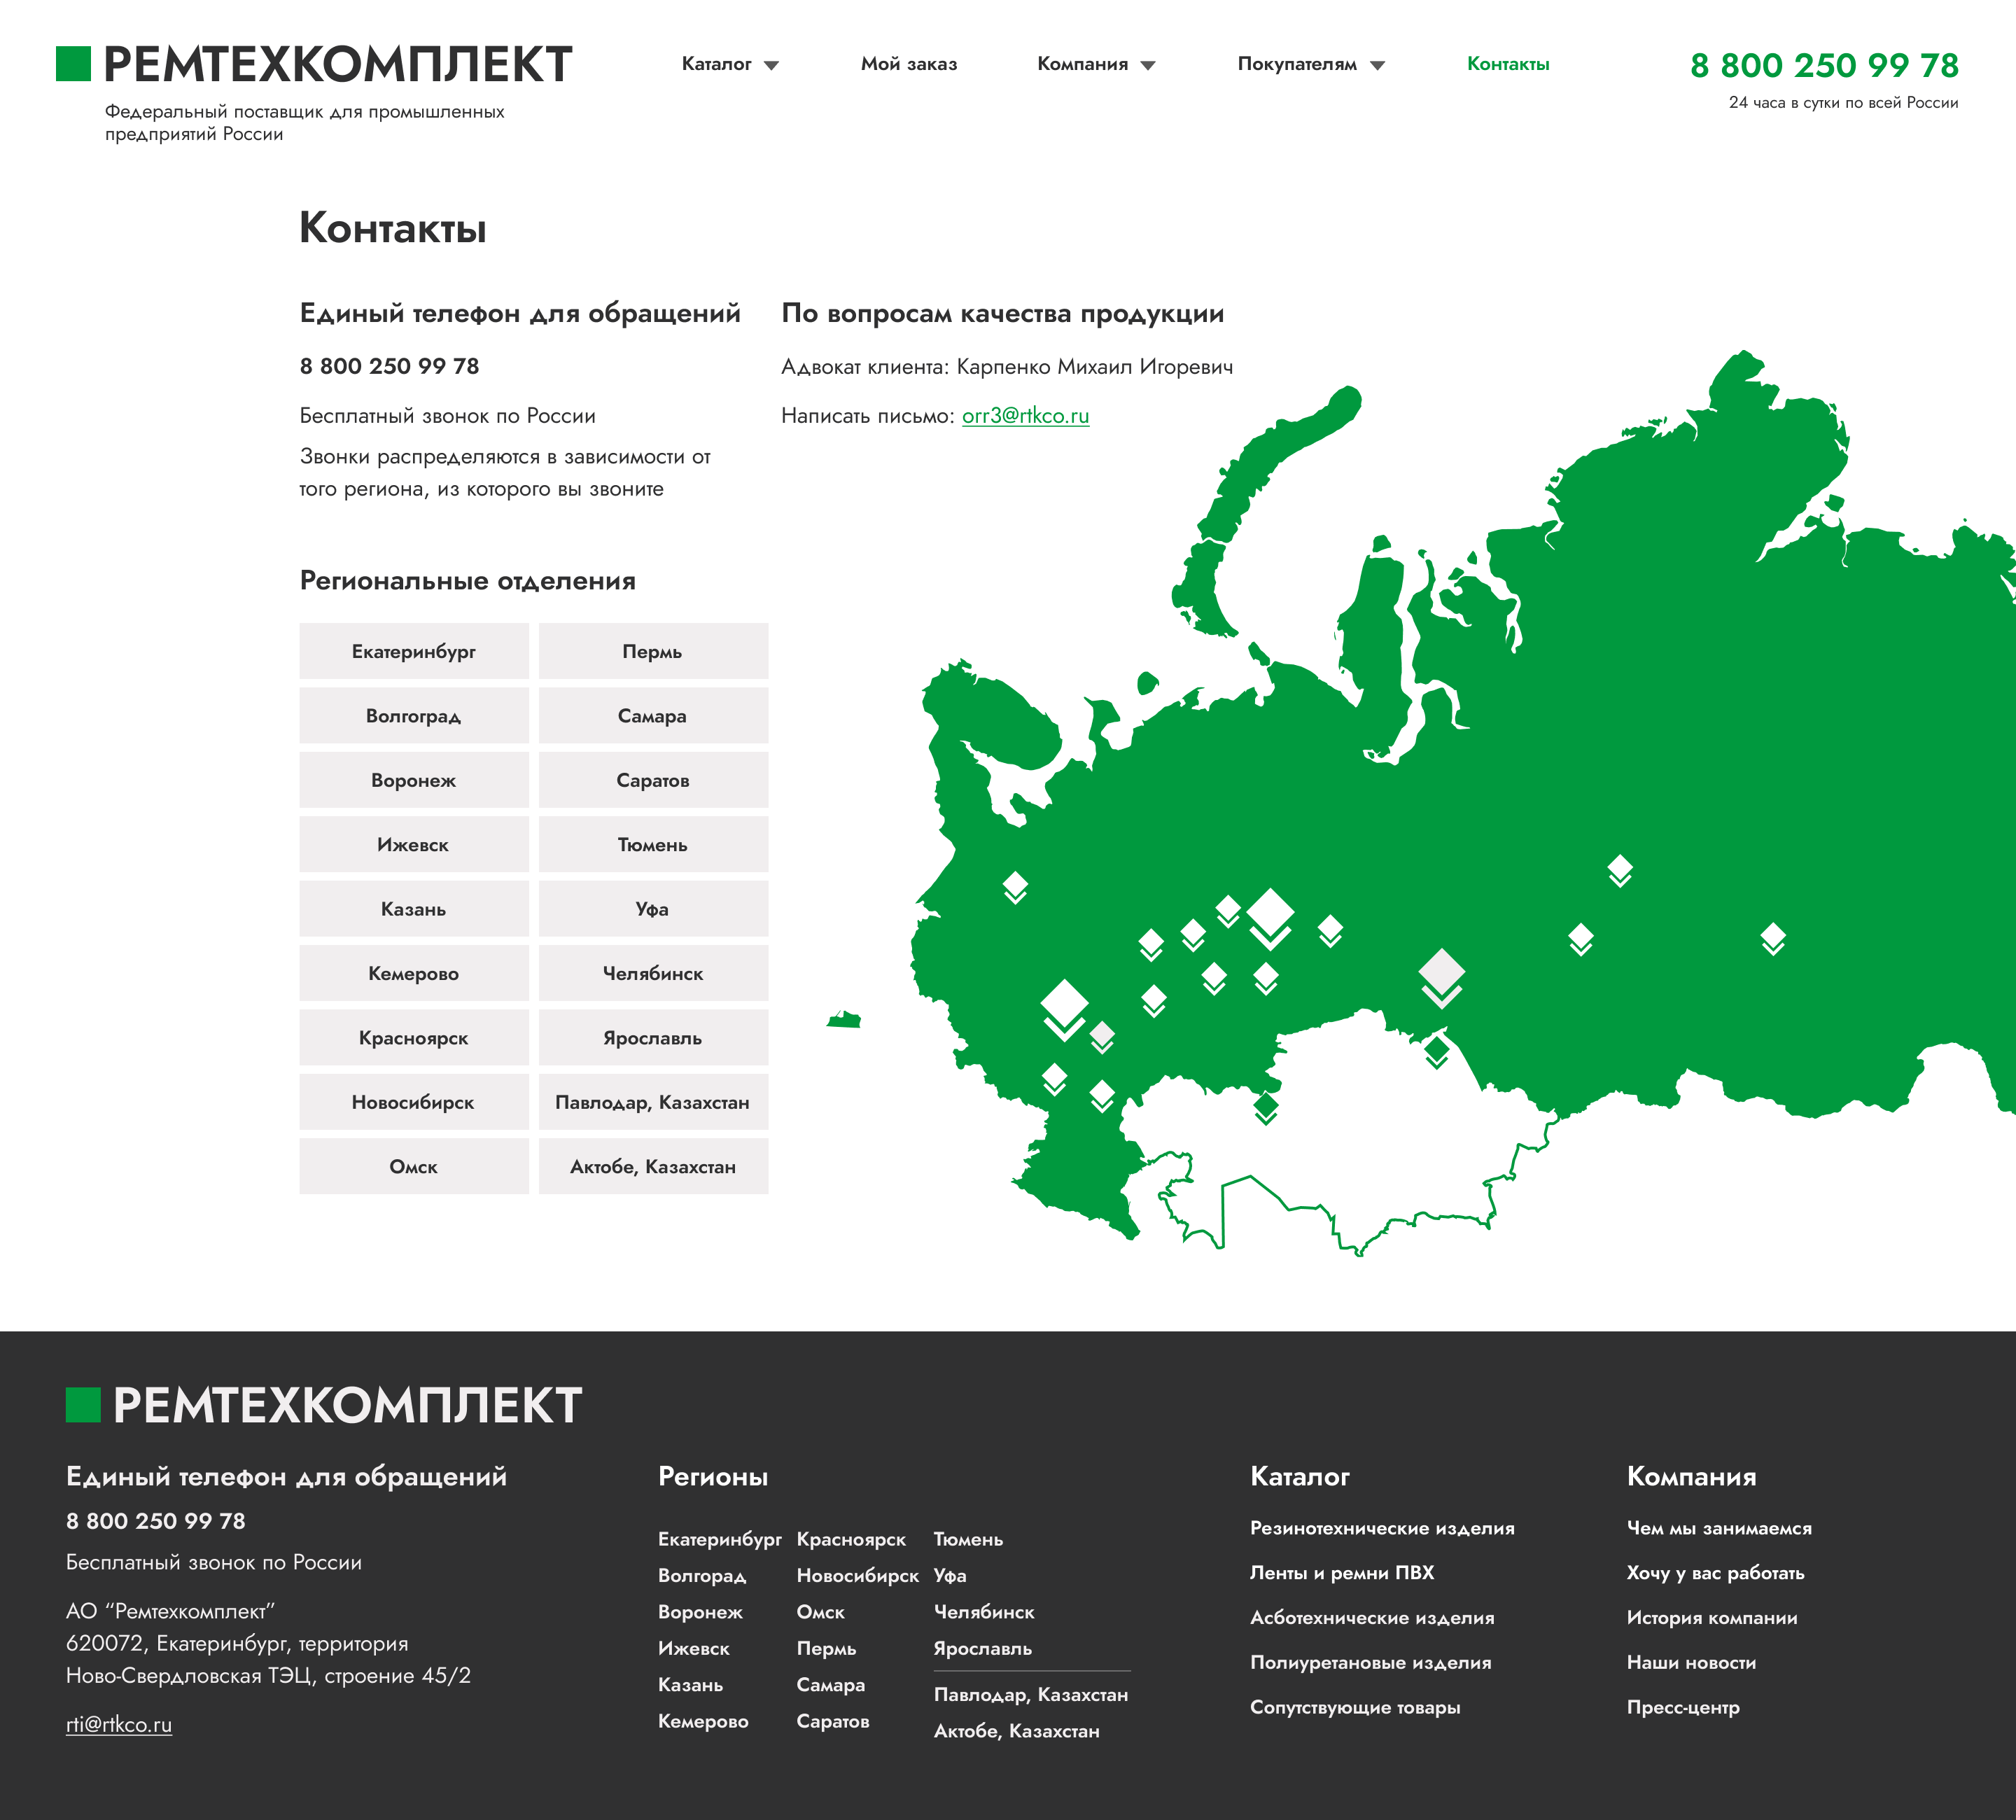 РЕМТЕХКОМПЛЕКТ
Федеральный поставщик для промышленных
предприятий России
Каталог
Мой заказ
Компания
Покупателям
Контакты
8 800 250 99 78
24 часа в сутки по всей России
Контакты
Единый телефон для обращений
8 800 250 99 78
Бесплатный звонок по России
Звонки распределяются в зависимости от
того региона, из которого вы звоните
По вопросам качества продукции
Адвокат клиента: Карпенко Михаил Игоревич
Написать письмо: orr3@rtkco.ru
Региональные отделения
Екатеринбург
Пермь
Волгоград
Самара
Воронеж
Саратов
Ижевск
Тюмень
Казань
Уфа
Кемерово
Челябинск
Красноярск
Ярославль
Новосибирск
Павлодар, Казахстан
Омск
Актобе, Казахстан
РЕМТЕХКОМПЛЕКТ
Единый телефон для обращений
8 800 250 99 78
Бесплатный звонок по России
АО “Ремтехкомплект”
620072, Екатеринбург, территория
Ново-Свердловская ТЭЦ, строение 45/2
rti@rtkco.ru
Регионы
Екатеринбург
Волгорад
Воронеж
Ижевск
Казань
Кемерово
Красноярск
Новосибирск
Омск
Пермь
Самара
Саратов
Тюмень
Уфа
Челябинск
Ярославль
Павлодар, Казахстан
Актобе, Казахстан
Каталог
Резинотехнические изделия
Ленты и ремни ПВХ
Асботехнические изделия
Полиуретановые изделия
Сопутствующие товары
Компания
Чем мы занимаемся
Хочу у вас работать
История компании
Наши новости
Пресс-центр